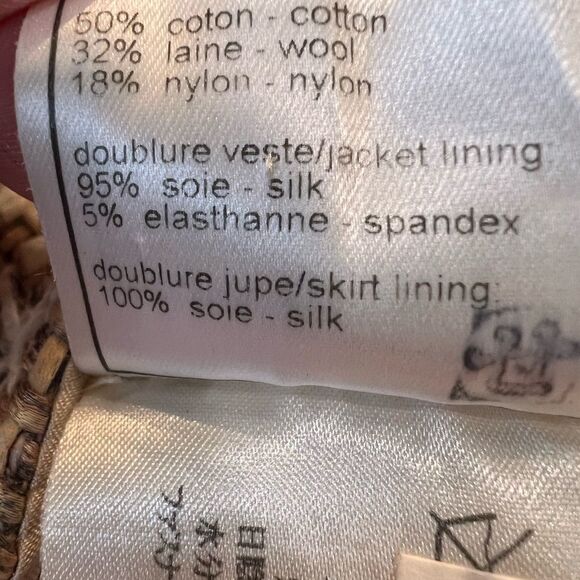 50% coton - cotton
32% laine - wool
18% nylon - nylon
doublure veste/jacket lining:
95% soie - silk
5% elasthanne - spandex
doublure jupe/skirt lining:
100% soie - silk